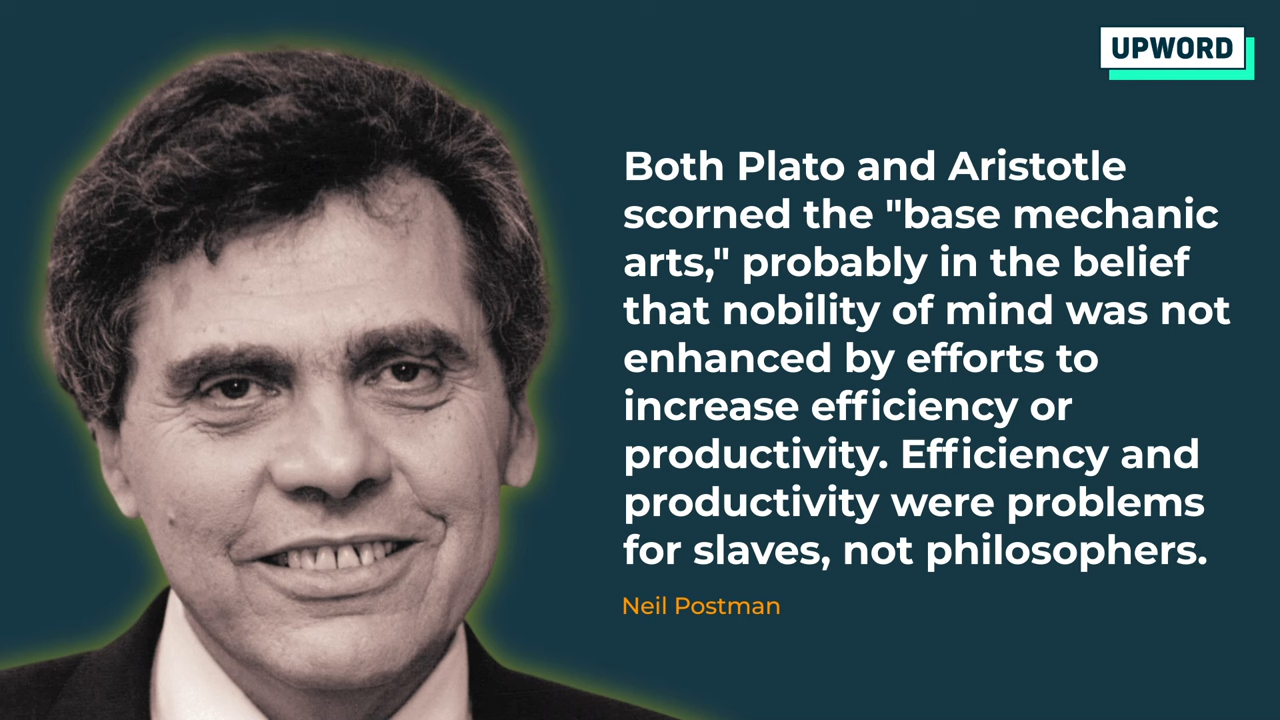 UPWORD
Both Plato and Aristotle
scorned the "base mechanic
arts," probably in the belief
that nobility of mind was not
enhanced by efforts to
increase efficiency or
productivity. Efficiency and
productivity were problems
for slaves, not philosophers.
Neil Postman